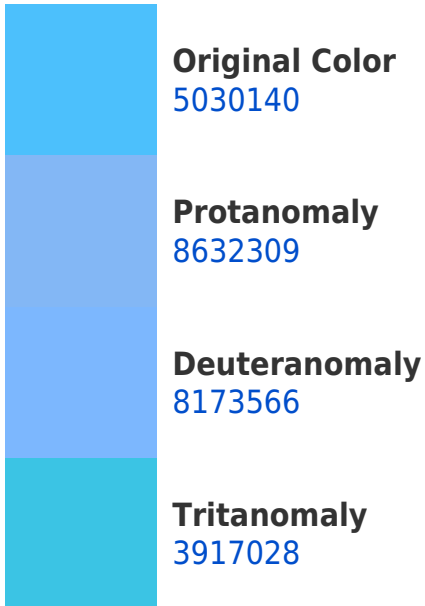 Original Color
5030140
Protanomaly
8632309
Deuteranomaly
8173566
Tritanomaly
3917028